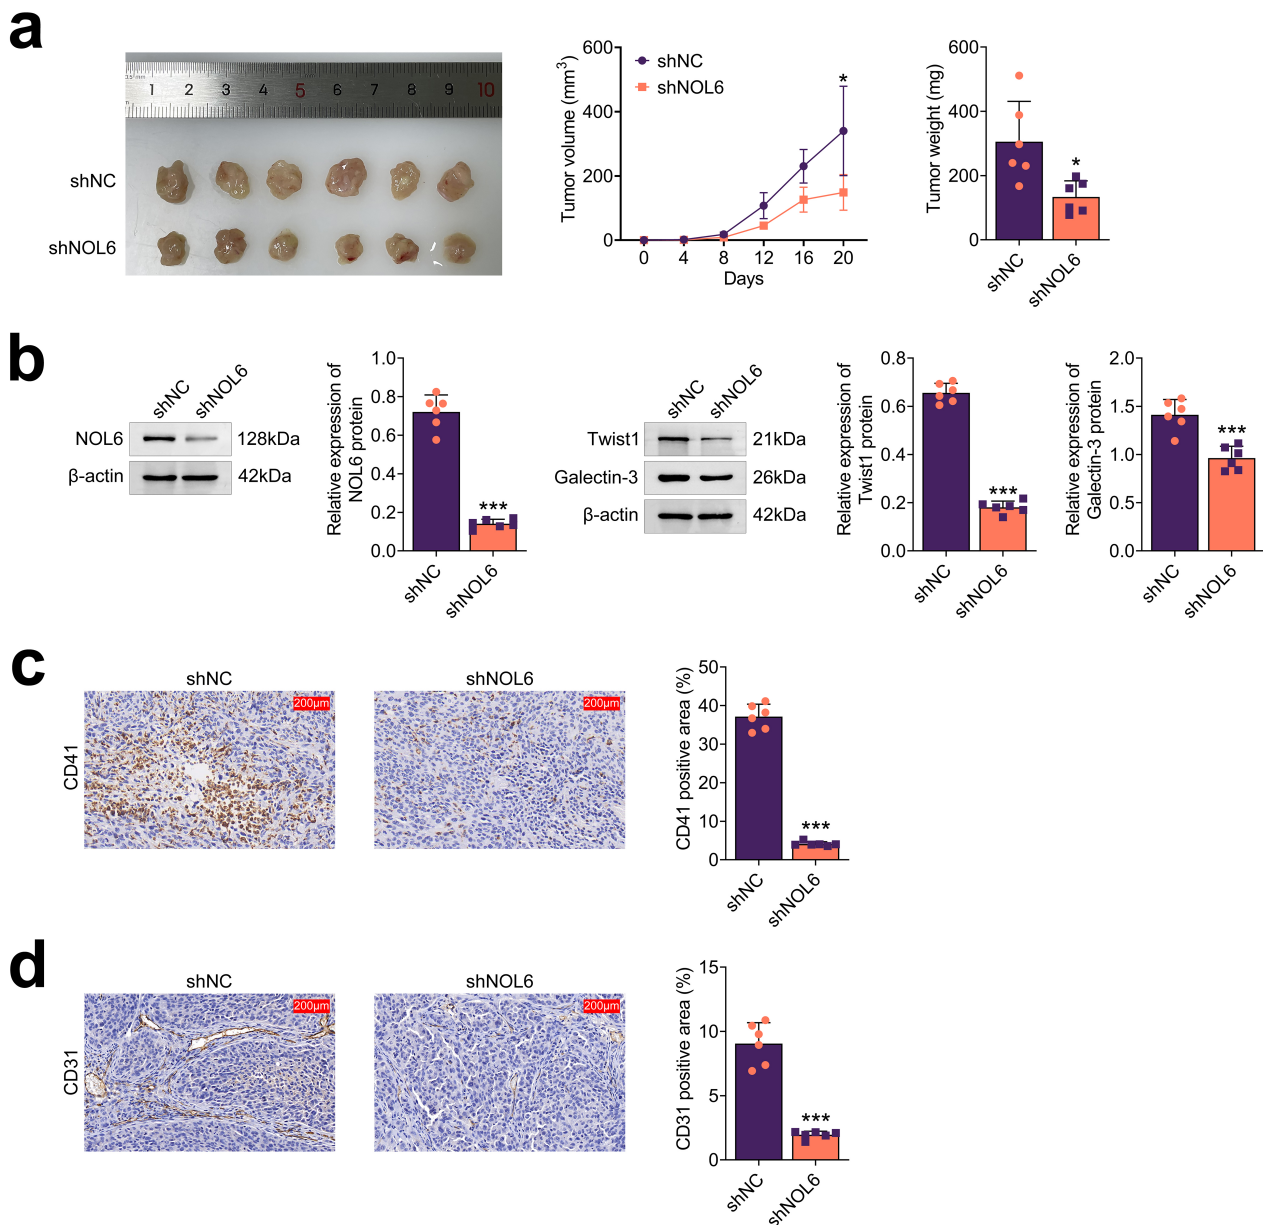 a
1 2 3 4 5 6 7 8 9 10
shNC
shNOL6
Tumor volume (mm3)
600
400
200
0
shNC
shNOL6
*
0 4 8 12 16 20
Days
Tumor weight (mg)
600
400
200
0
*
shNC
shNOL6
b
shNC
shNOL6
NOL6
128kDa
β-actin
42kDa
Relative expression of
NOL6 protein
1.0
0.8
0.6
0.4
0.2
0.0
***
shNC
shNOL6
shNC
shNOL6
Twist1
21kDa
Galectin-3
26kDa
β-actin
42kDa
Relative expression of
Twist1 protein
0.8
0.6
0.4
0.2
0.0
***
shNC
shNOL6
Relative expression of
Galectin-3 protein
2.0
1.5
1.0
0.5
0.0
***
shNC
shNOL6
c
shNC
shNOL6
CD41
200μm
200μm
CD41 positive area (%)
50
40
30
20
10
0
***
shNC
shNOL6
d
shNC
shNOL6
CD31
200μm
200μm
CD31 positive area (%)
15
10
5
0
***
shNC
shNOL6